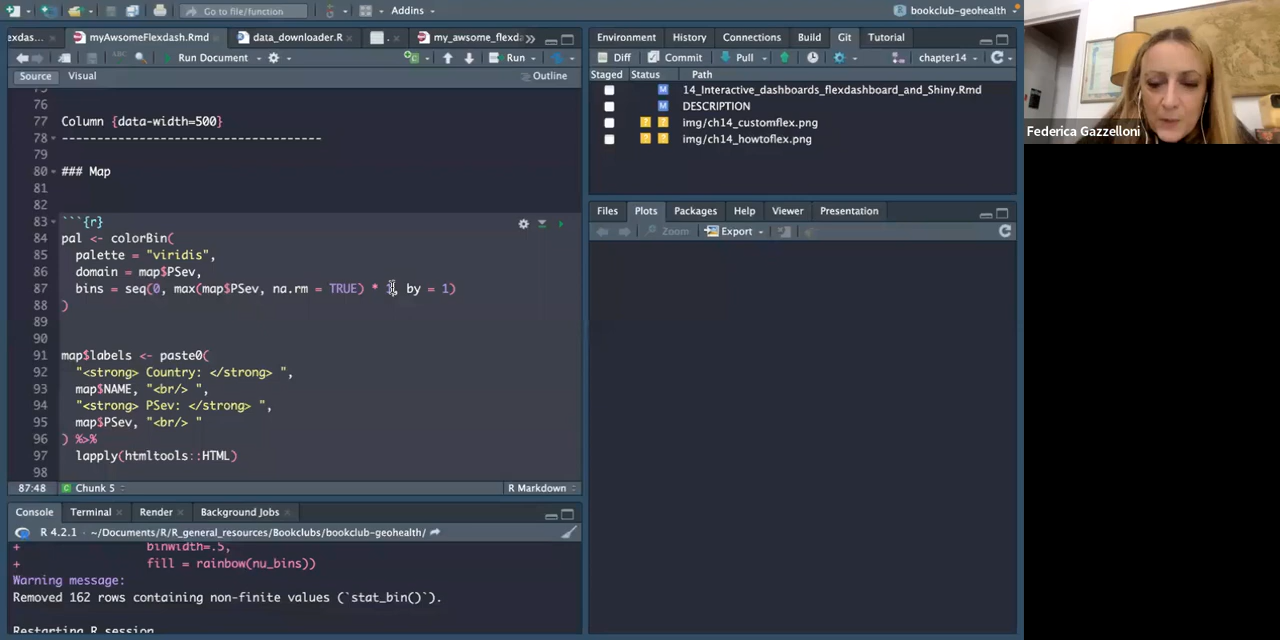 Go to file/function
Addins
bookclub-geohealth
exdas...
myAwsomeFlexdash.Rmd
data_downloader.R
my_awsome_flexda
Run Document
Run
Source
Visual
Outline
76
77 Column {data-width=500}
78 -------------------------------------
79
80 ### Map
81
82
83 ```{r}
84 pal <- colorBin(
85 palette = "viridis",
86 domain = map$PSev,
87 bins = seq(0, max(map$PSev, na.rm = TRUE) * , by = 1)
88 )
89
90
91 map$labels <- paste0(
92 "<strong> Country: </strong> ",
93 map$NAME, "<br/> ",
94 "<strong> PSev: </strong> ",
95 map$PSev, "<br/> "
96 ) %>%
97 lapply(htmltools::HTML)
98
87:48
Chunk 5
R Markdown
Console
Terminal
Render
Background Jobs
R 4.2.1 · ~/Documents/R/R_general_resources/Bookclubs/bookclub-geohealth/
+ binwidth=.5,
+ fill = rainbow(nu_bins))
Warning message:
Removed 162 rows containing non-finite values (`stat_bin()`).
Restarting R session
Environment
History
Connections
Build
Git
Tutorial
Diff
Commit
Pull
chapter14
Staged
Status
Path
M 14_Interactive_dashboards_flexdashboard_and_Shiny.Rmd
M DESCRIPTION
? ? img/ch14_customflex.png
? ? img/ch14_howtoflex.png
Files
Plots
Packages
Help
Viewer
Presentation
Zoom
Export
Federica Gazzelloni